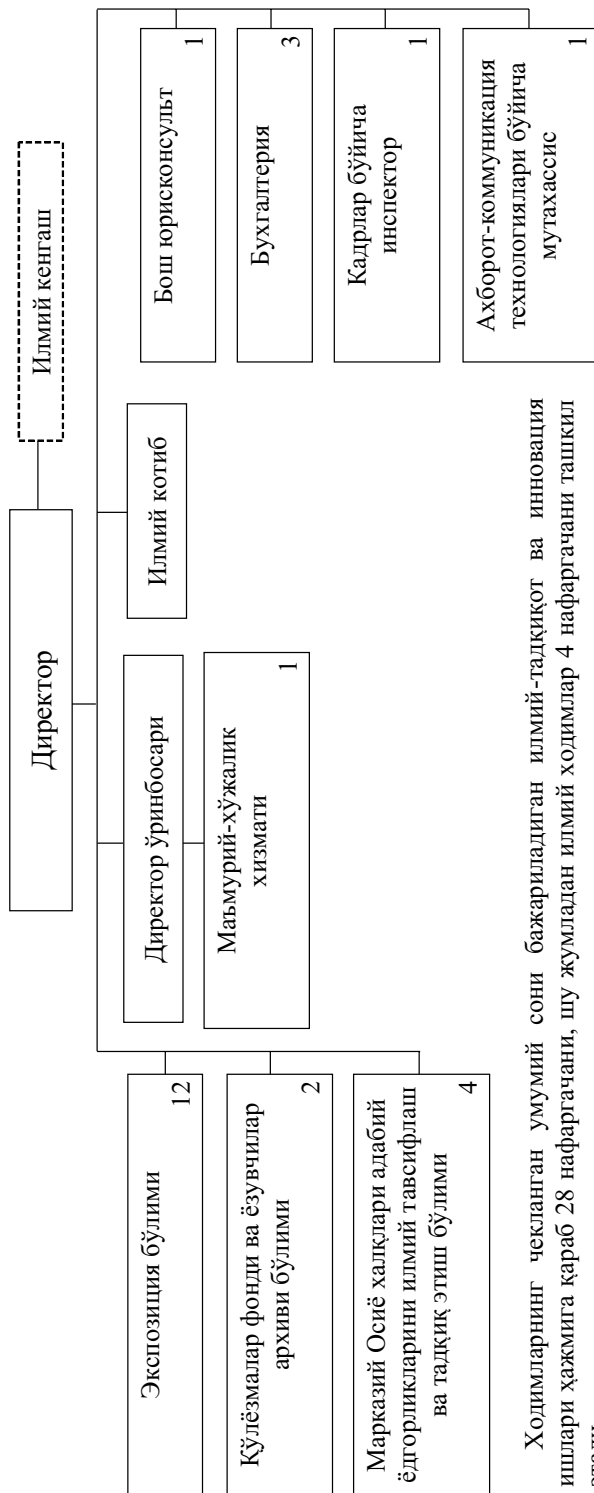 Директор
Илмий кенгаш
Экспозиция бўлими
12
Қўлёзмалар фонди ва ёзувчилар
архиви бўлими
2
Марказий Осиё халқлари адабий
ёдгорликларини илмий тавсифлаш
ва тадқиқ этиш бўлими
4
Директор ўринбосари
Маъмурий-хўжалик
хизмати
1
Илмий котиб
Бош юрисконсульт
1
Бухгалтерия
3
Кадрлар бўйича
инспектор
1
Ахборот-коммуникация
технологиялари бўйича
мутахассис
1
Ходимларнинг чекланган умумий сони бажариладиган илмий-тадқиқот ва инновация
ишлари ҳажмига қараб 28 нафаргачани, шу жумладан илмий ходимлар 4 нафаргачани ташкил